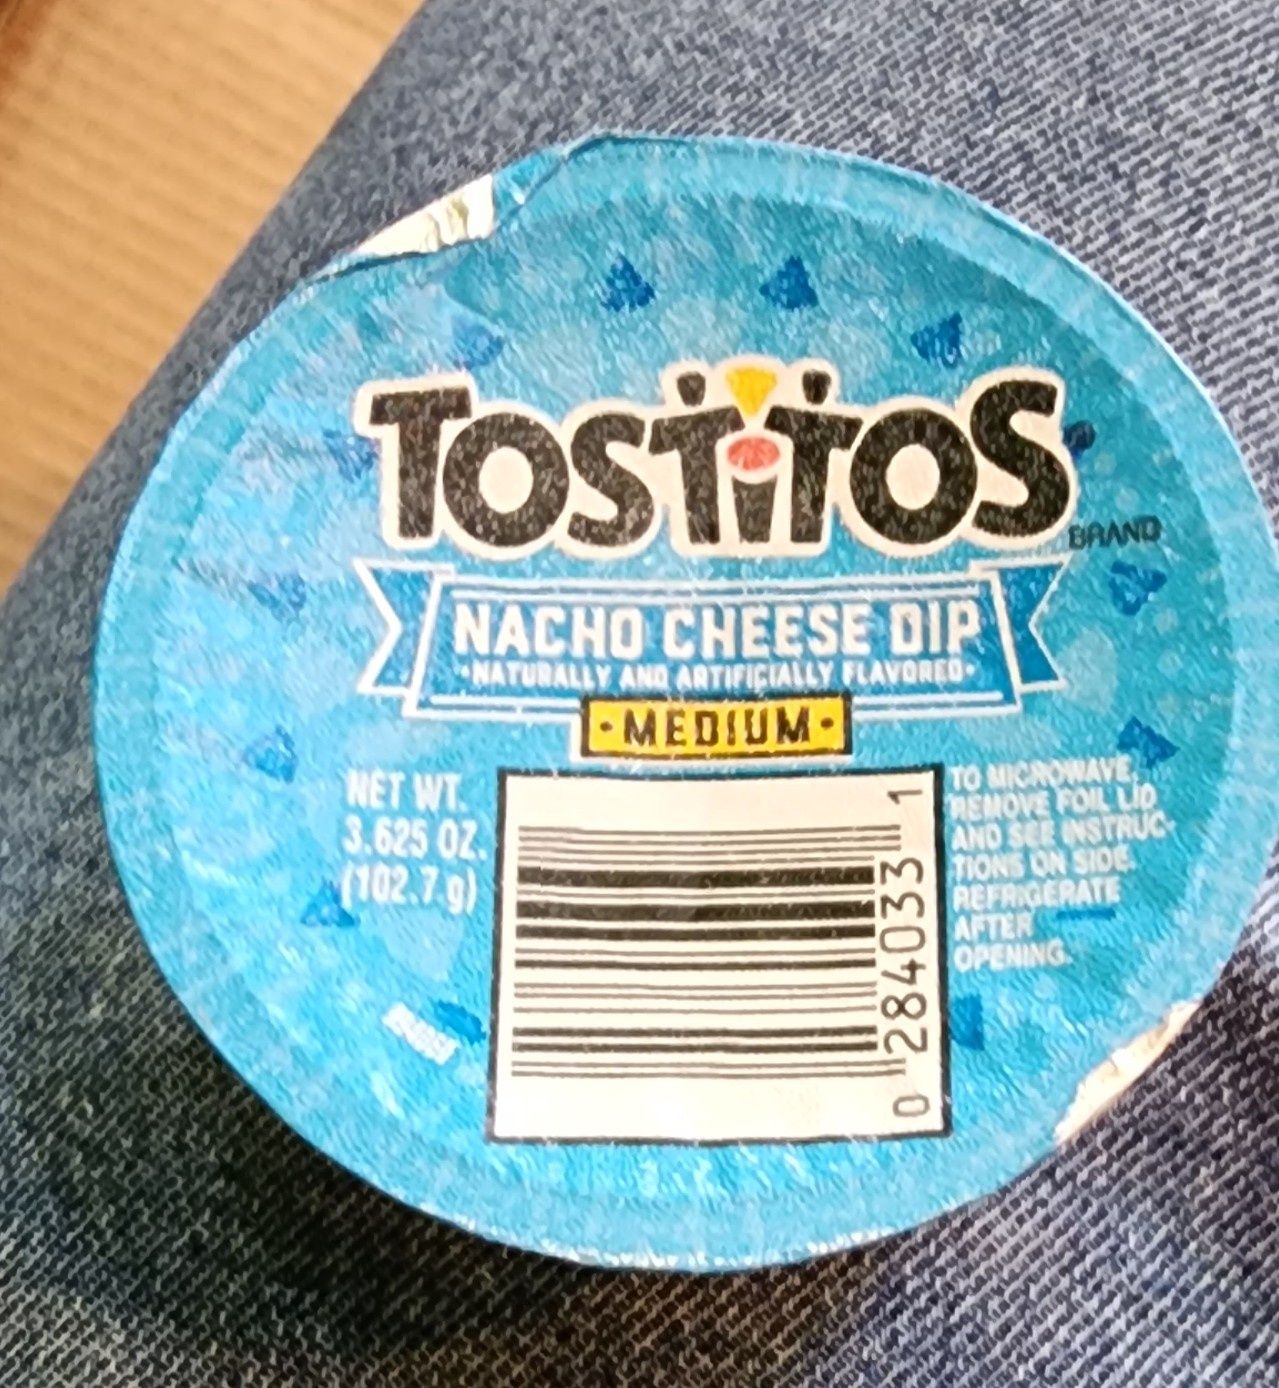 TOSTITOS
BRAND
NACHO CHEESE DIP
•NATURALLY AND ARTIFICIALLY FLAVORED•
•MEDIUM•
NET WT.
3.625 OZ.
(102.7 g)
0 284033 1
TO MICROWAVE,
REMOVE FOIL LID
AND SEE INSTRUC-
TIONS ON SIDE.
REFRIGERATE
AFTER
OPENING.